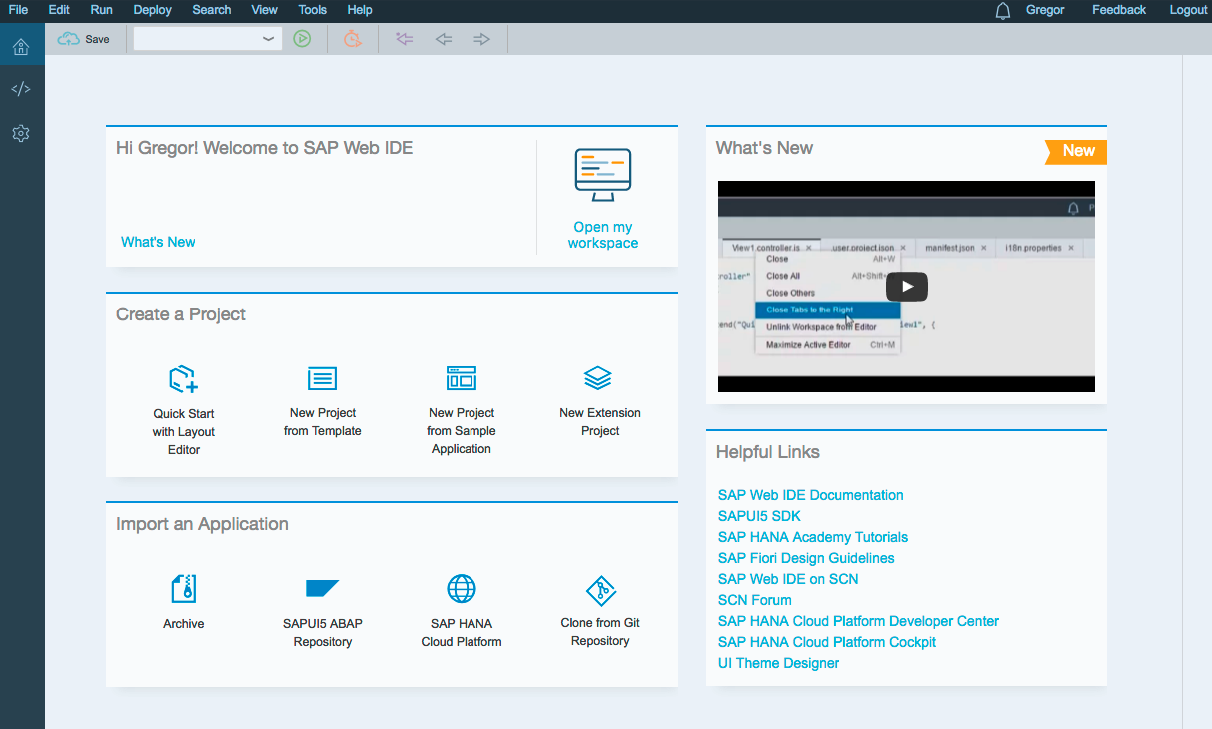 File Edit Run Deploy Search View Tools Help Gregor Feedback Logout
Save
Hi Gregor! Welcome to SAP Web IDE
What's New
Open my
workspace
Create a Project
Quick Start
with Layout
Editor
New Project
from Template
New Project
from Sample
Application
New Extension
Project
Import an Application
Archive
SAPUI5 ABAP
Repository
SAP HANA
Cloud Platform
Clone from Git
Repository
What's New
New
P
View1.controller.js × .user.project.json × manifest.json × i18n.properties ×
Close Alt+W
roller"
Close All Alt+Shift+
Close Others
Close Tabs to the Right
end("Qui
Unlink Workspace from Editor
iew1", {
Maximize Active Editor Ctrl+M
Helpful Links
SAP Web IDE Documentation
SAPUI5 SDK
SAP HANA Academy Tutorials
SAP Fiori Design Guidelines
SAP Web IDE on SCN
SCN Forum
SAP HANA Cloud Platform Developer Center
SAP HANA Cloud Platform Cockpit
UI Theme Designer